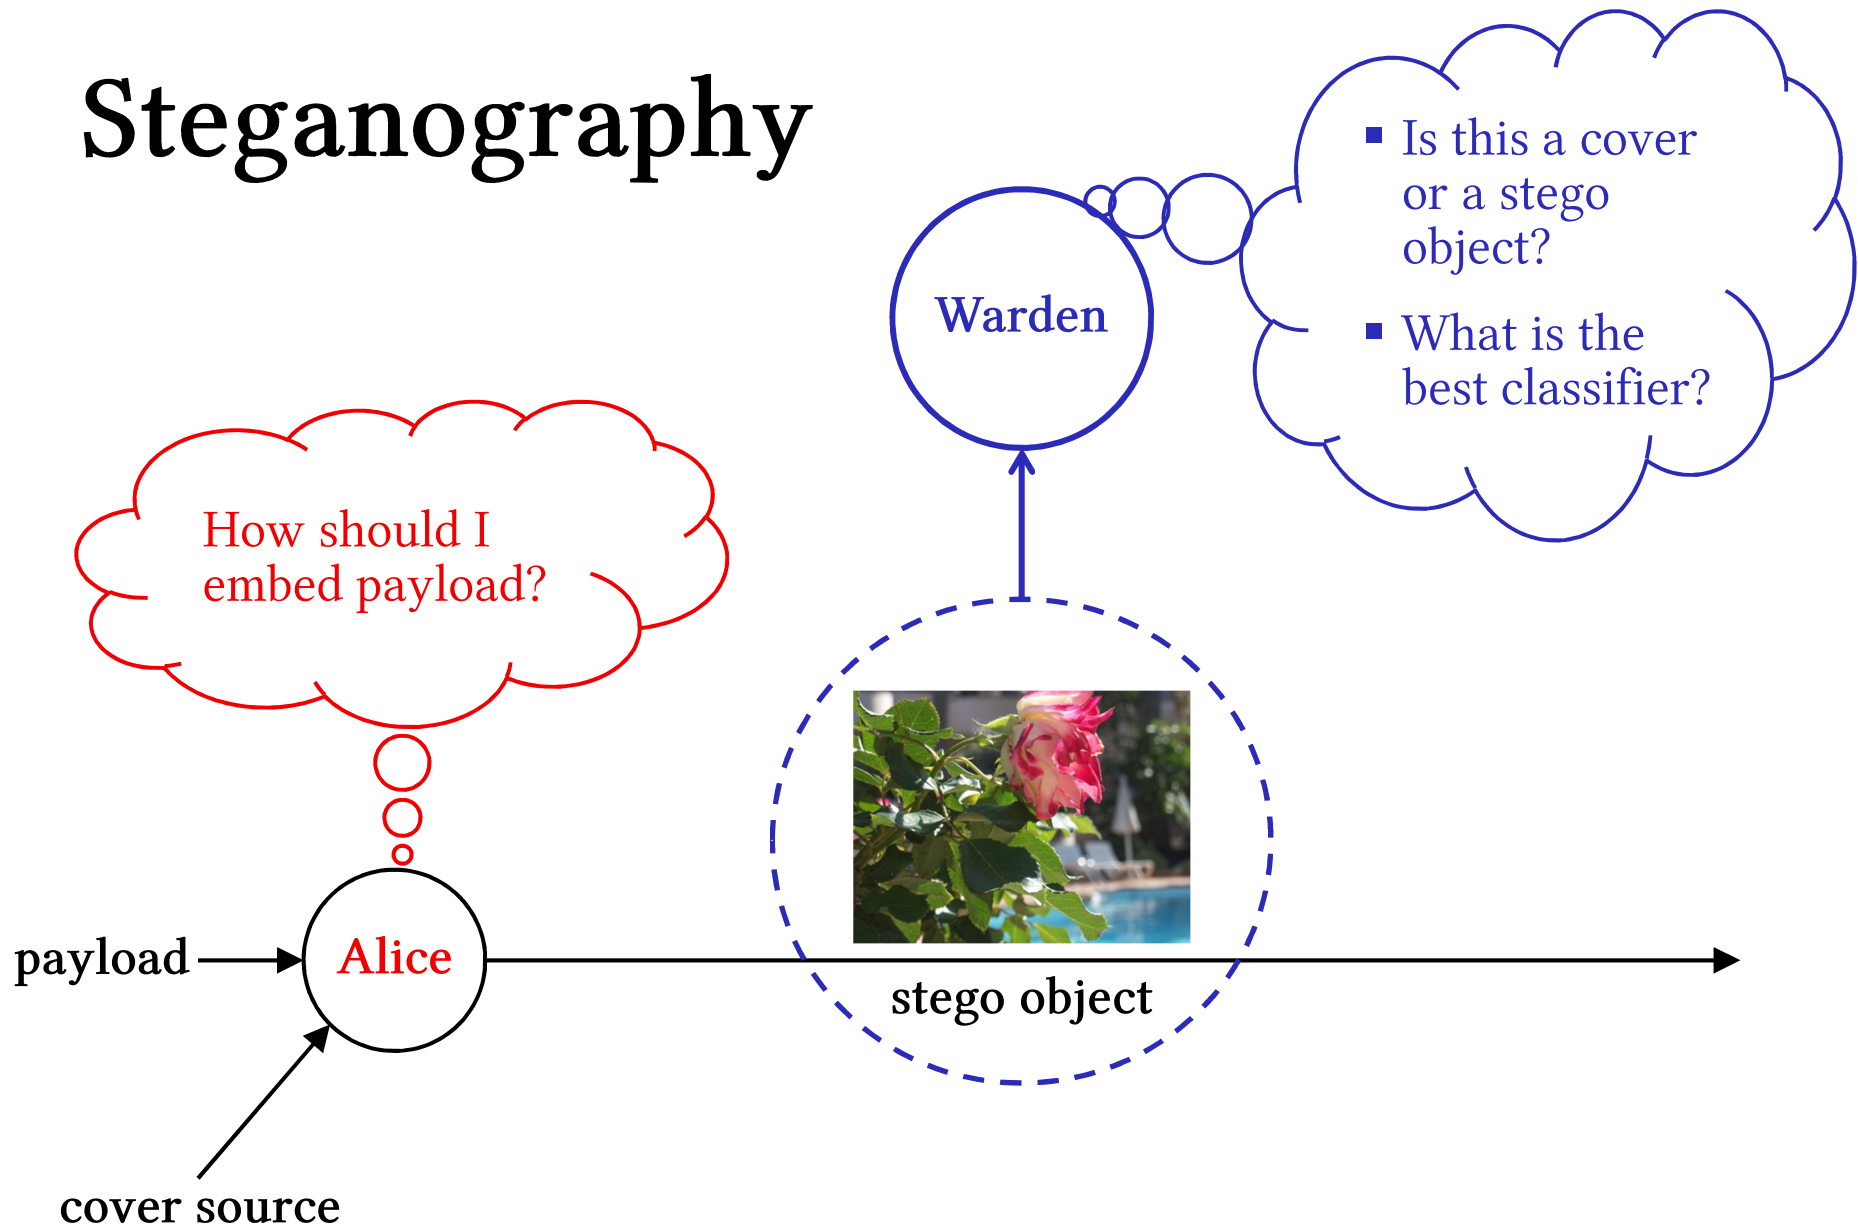 Steganography
Is this a cover
or a stego
object?
What is the
best classifier?
Warden
How should I
embed payload?
payload
Alice
stego object
cover source